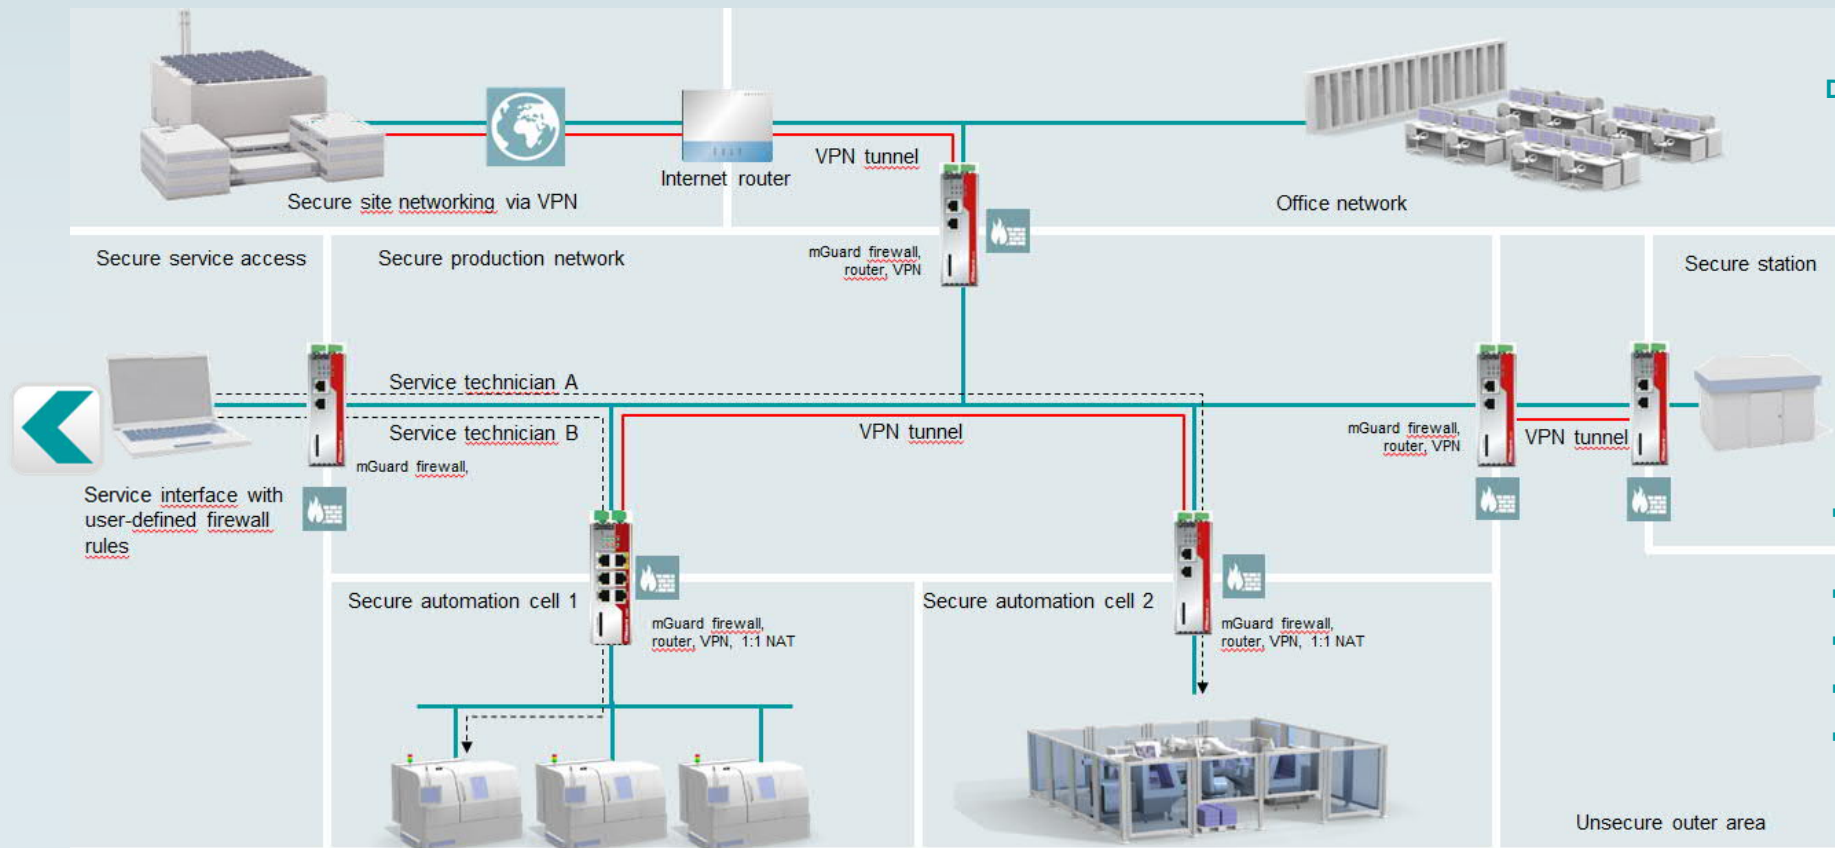 D
VPN tunnel
Internet router
Secure site networking via VPN
Office network
Secure service access
Secure production network
mGuard firewall,
router, VPN
Secure station
Service technician A
Service technician B
VPN tunnel
mGuard firewall,
router, VPN
VPN tunnel
mGuard firewall,
Service interface with
user-defined firewall
rules
Secure automation cell 1
Secure automation cell 2
mGuard firewall,
router, VPN, 1:1 NAT
mGuard firewall,
router, VPN, 1:1 NAT
Unsecure outer area